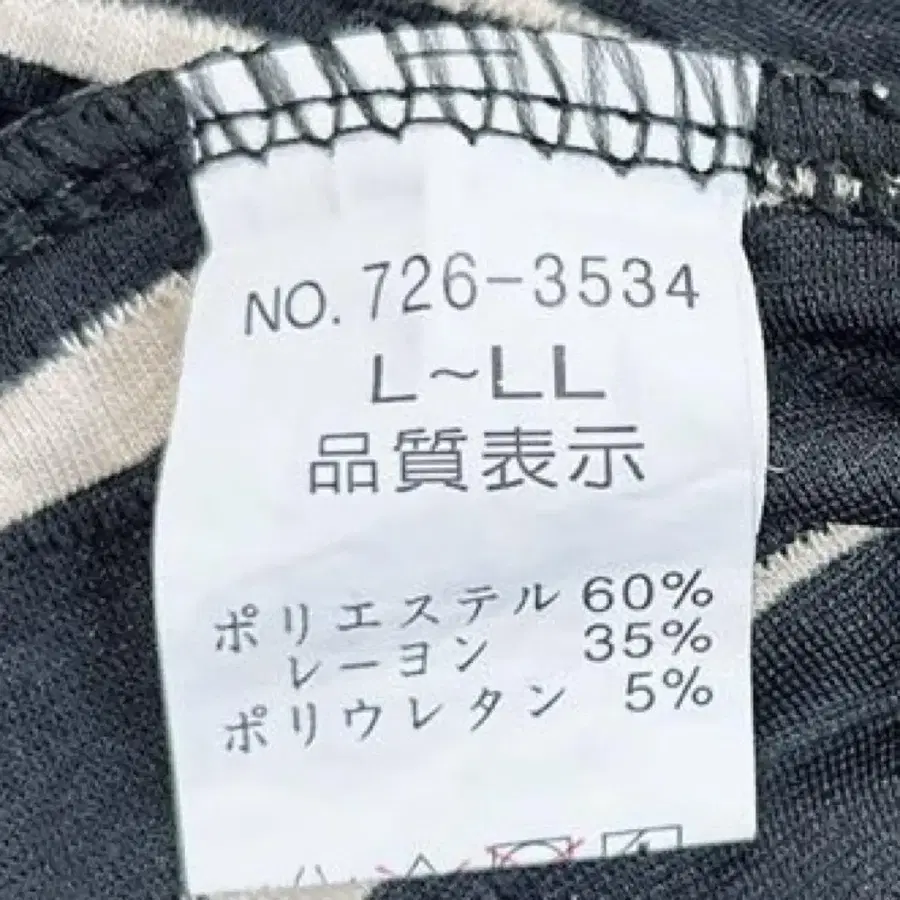 NO. 726-3534
L~LL
品質表示
ポリエステル 60%
レーヨン 35%
ポリウレタン 5%